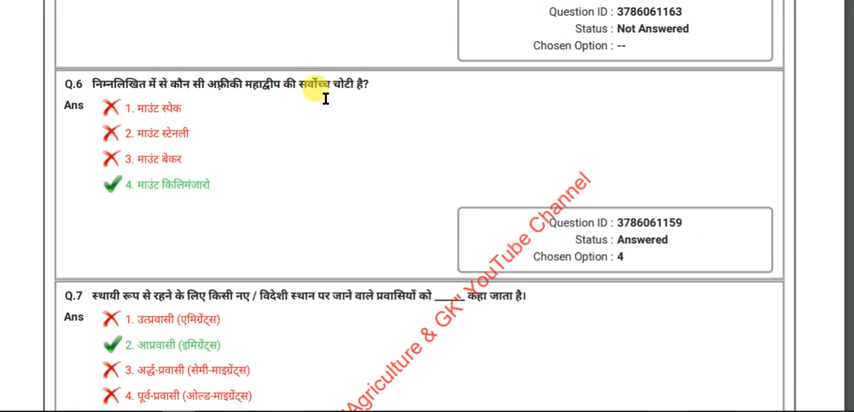 Question ID : 3786061163
Status : Not Answered
Chosen Option : --
Q.6 निम्नलिखित में से कौन सी अफ़्रीकी महाद्वीप की सर्वोच्च चोटी है?
Ans 1. माउंट स्पेक
2. माउंट स्टेनली
3. माउंट बेकर
4. माउंट किलिमंजारो
Question ID : 3786061159
Status : Answered
Chosen Option : 4
Q.7 स्थायी रूप से रहने के लिए किसी नए / विदेशी स्थान पर जाने वाले प्रवासियों को _____ कहा जाता है।
Ans 1. उत्प्रवासी (एमिग्रेंट्स)
2. आप्रवासी (इमिग्रेंट्स)
3. अर्द्ध-प्रवासी (सेमी-माइग्रेंट्स)
4. पूर्व-प्रवासी (ओल्ड-माइग्रेंट्स)
"Agriculture & GK" YouTube Channel